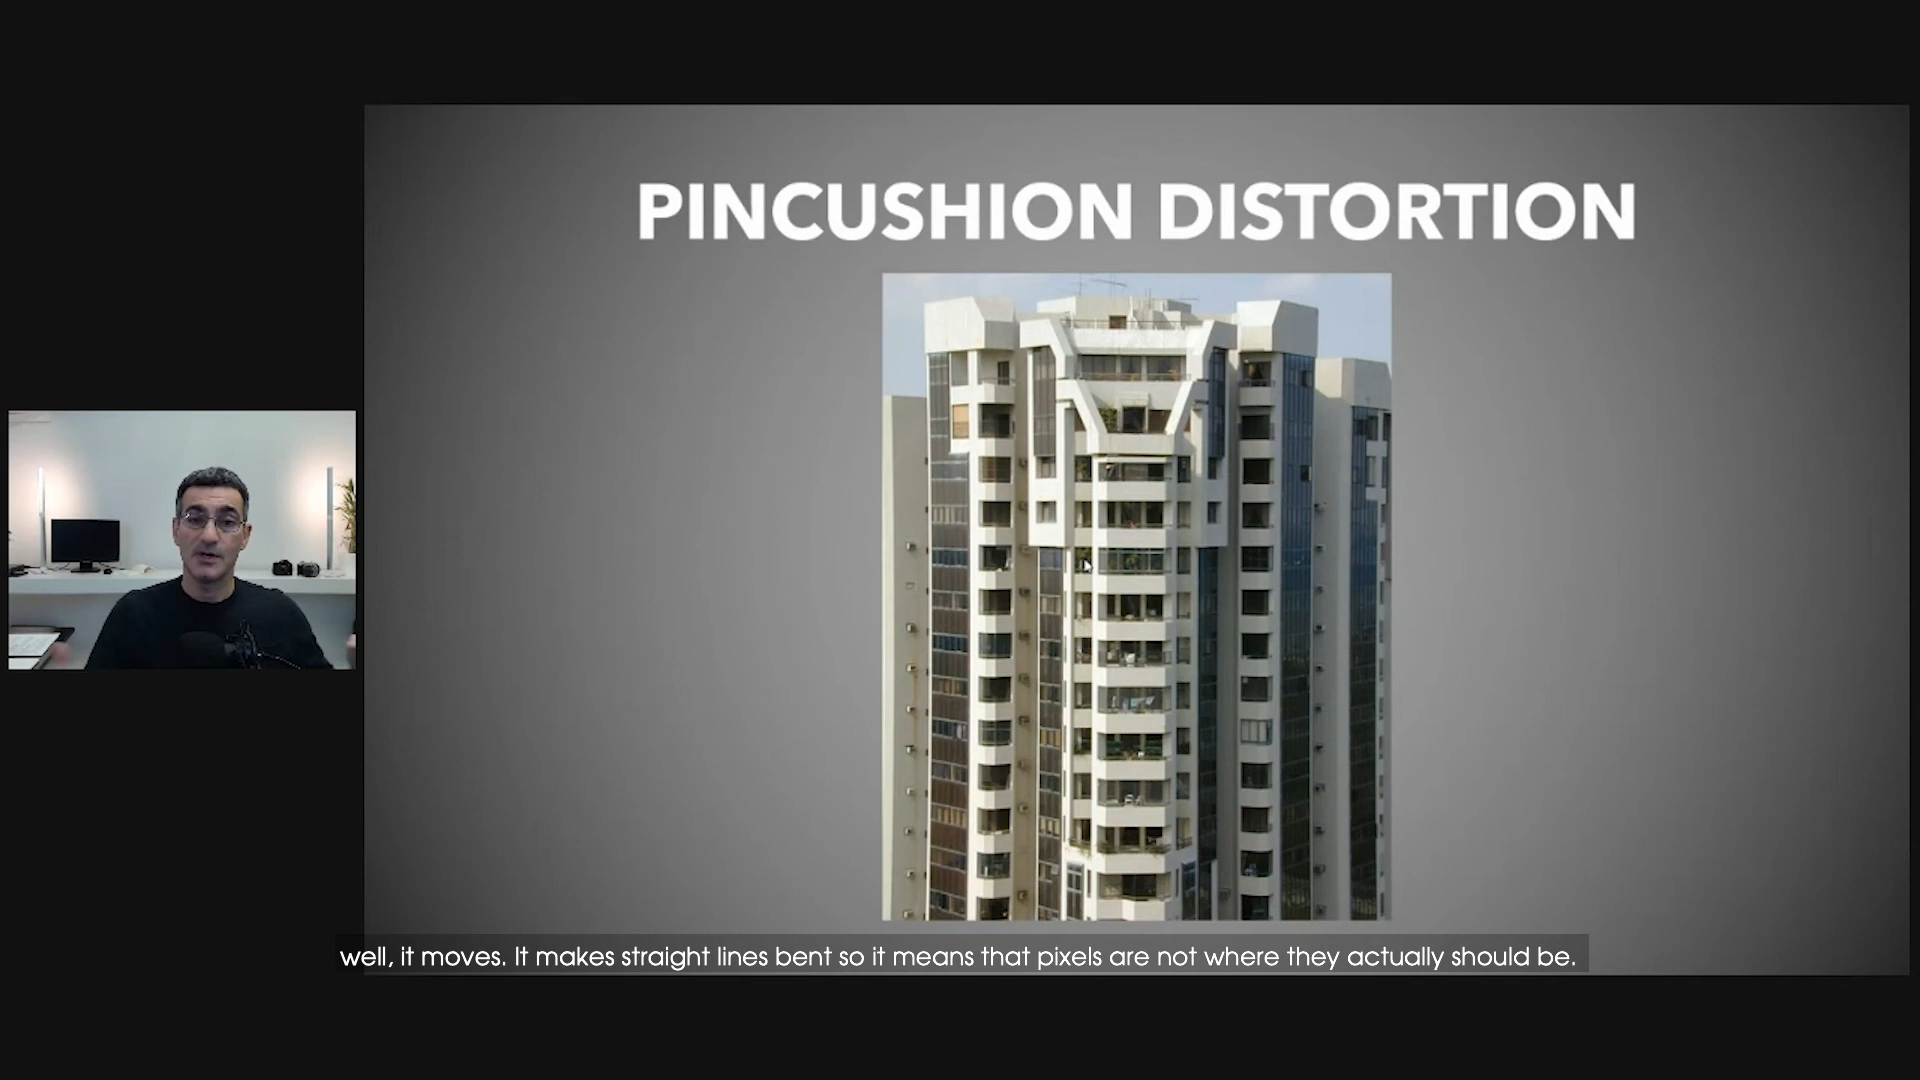 PINCUSHION DISTORTION
well, it moves. It makes straight lines bent so it means that pixels are not where they actually should be.